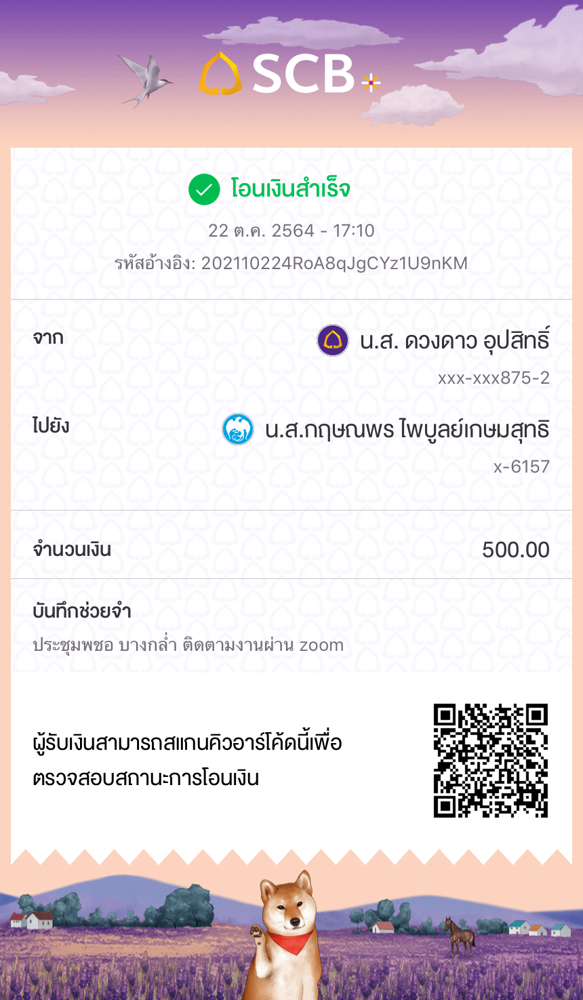 SCB
โอนเงินสำเร็จ
22 ต.ค. 2564 - 17:10
รหัสอ้างอิง: 202110224RoA8qJgCYz1U9nKM
จาก
น.ส. ดวงดาว อุปสิทธิ์
xxx-xxx875-2
ไปยัง
น.ส.กฤษณพร ไพบูลย์เกษมสุทธิ
x-6157
จำนวนเงิน 500.00
บันทึกช่วยจำ
ประชุมพชอ บางกล่ำ ติดตามงานผ่าน zoom
ผู้รับเงินสามารถสแกนคิวอาร์โค้ดนี้เพื่อ
ตรวจสอบสถานะการโอนเงิน